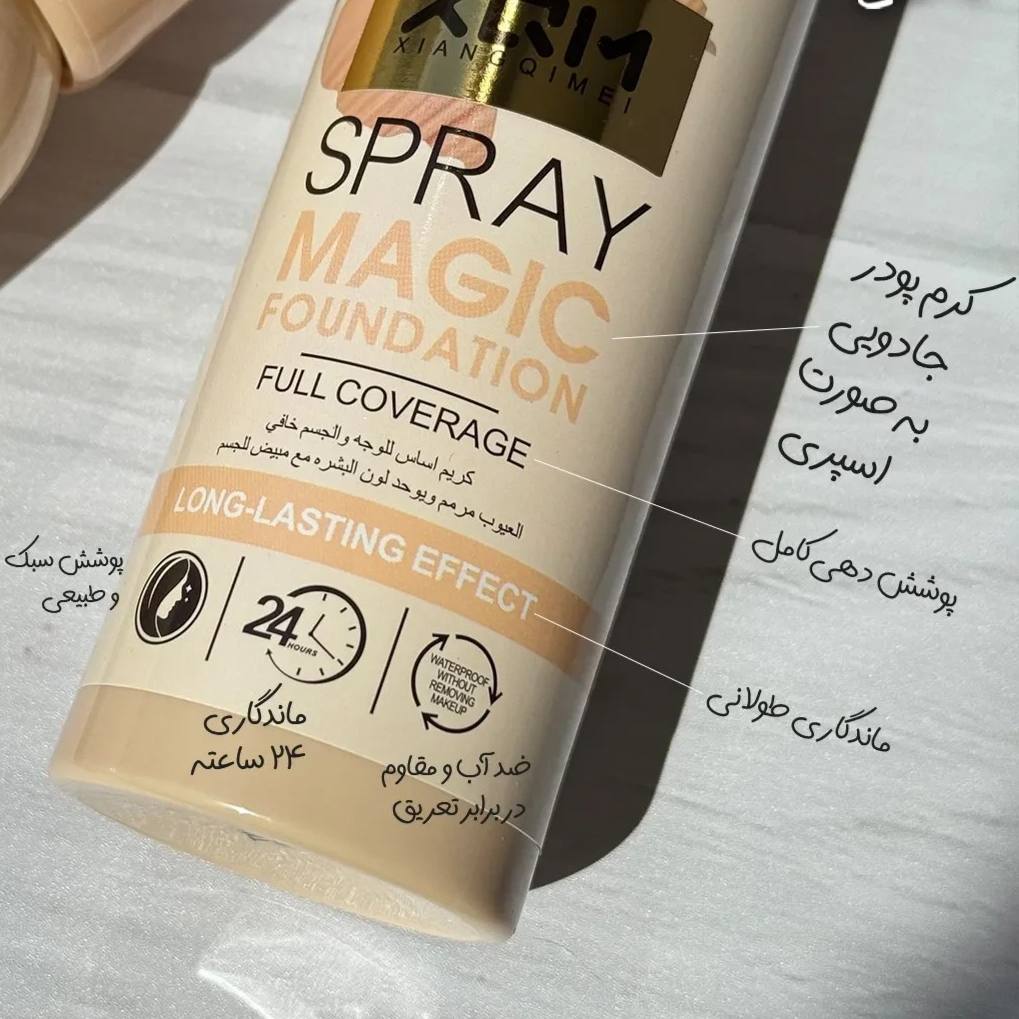 XIANGQIMEI
SPRAY
MAGIC
FOUNDATION
FULL COVERAGE
كريم اساس للوجه والجسم خافي
العيوب مرمم ويوحد لون البشره مع مبيض للجسم
LONG-LASTING EFFECT
24
HOURS
WATERPROOF
WITHOUT
REMOVING
MAKEUP
کرم پودر
جادویی
به صورت
اسپری
پوشش دهی کامل
ماندگاری طولانی
پوشش سبک
و طبیعی
ماندگاری
۲۴ ساعته
ضد آب و مقاوم
در برابر تعریق